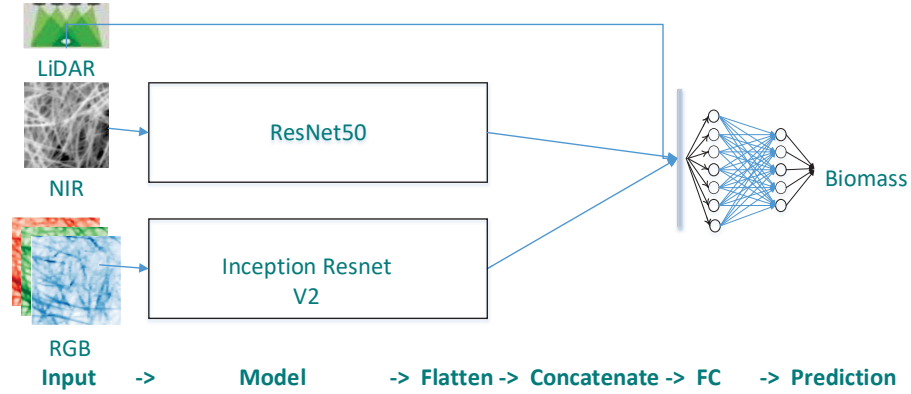 LiDAR
ResNet50
NIR
Biomass
Inception Resnet
V2
RGB
Input -> Model -> Flatten -> Concatenate -> FC -> Prediction